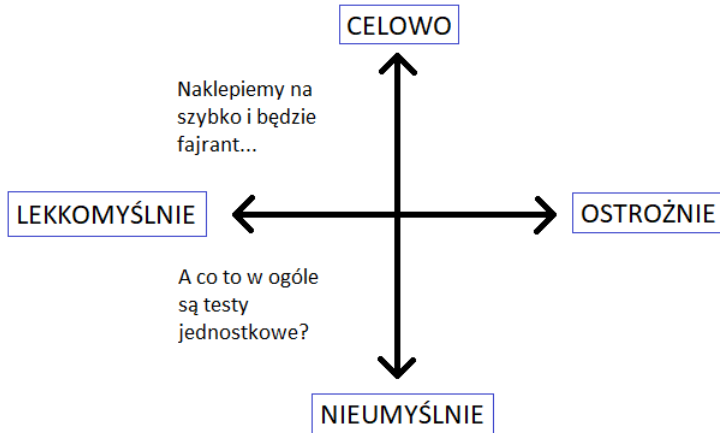 CELOWO
Naklepiemy na
szybko i będzie
fajrant...
LEKKOMYŚLNIE
OSTROŻNIE
A co to w ogóle
są testy
jednostkowe?
NIEUMYŚLNIE